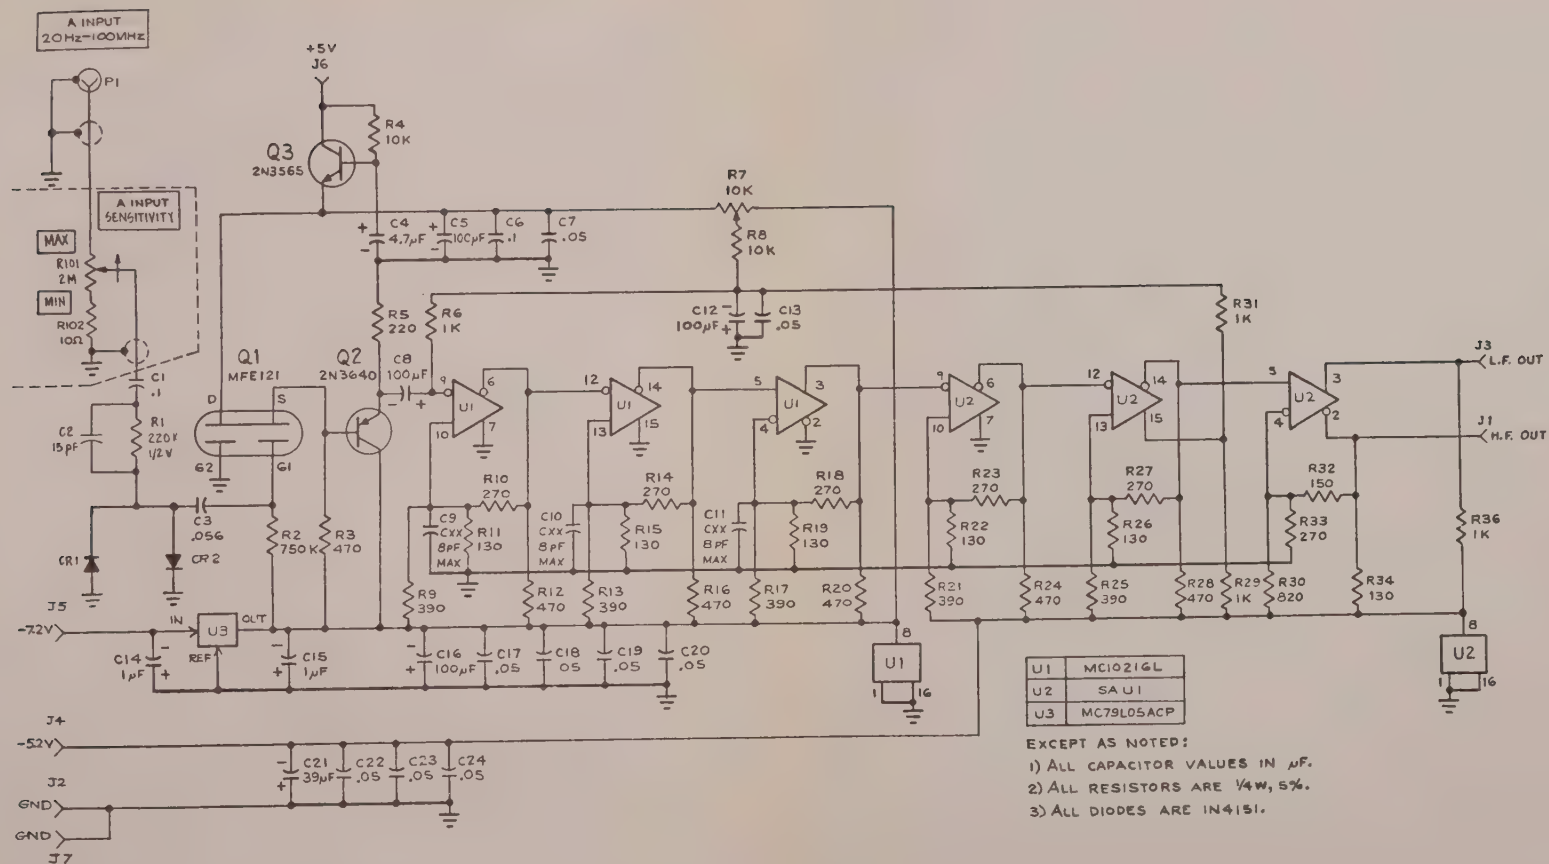 A INPUT
20Hz-100MHz
P1
+5V
J6
R4
10K
Q3
2N3565
A INPUT
SENSITIVITY
MAX
R101
2M
MIN
R102
10Ω
C1
.1
C2
15pF
R1
220K
1/2W
Q1
MFE121
D
S
G2
G1
C3
.056
CR1
CR2
R2
750K
R3
470
Q2
2N3640
+
C4
4.7µF
-
+
C5
100µF
-
C6
.1
C7
.05
R5
220
R6
1K
C8
100µF
-
+
R7
10K
R8
10K
C12
100µF
-
+
C13
.05
R31
1K
9
6
U1
10
7
12
14
U1
13
15
5
3
U1
4
2
9
6
U2
10
7
12
14
U2
13
15
5
3
U2
4
2
J3
L.F. OUT
J1
H.F. OUT
C9
CXX
8pF
MAX
R10
270
R11
130
C10
CXX
8pF
MAX
R14
270
R15
130
C11
CXX
8pF
MAX
R18
270
R19
130
R23
270
R22
130
R27
270
R26
130
R32
150
R33
270
R36
1K
R9
390
R12
470
R13
390
R16
470
R17
390
R20
470
R21
390
R24
470
R25
390
R28
470
R29
1K
R30
820
R34
130
J5
-7.2V
IN
U3
OUT
REF
C14
1µF
-
+
-
+
C15
1µF
-
+
C16
100µF
C17
.05
C18
.05
C19
.05
C20
.05
8
U1
1
16
8
U2
1
16
U1 MC10216L
U2 SA U1
U3 MC79L05ACP
J4
-5.2V
-
+
C21
39µF
C22
.05
C23
.05
C24
.05
J2
GND
GND
J7
EXCEPT AS NOTED:
1) ALL CAPACITOR VALUES IN µF.
2) ALL RESISTORS ARE 1/4W, 5%.
3) ALL DIODES ARE IN4151.